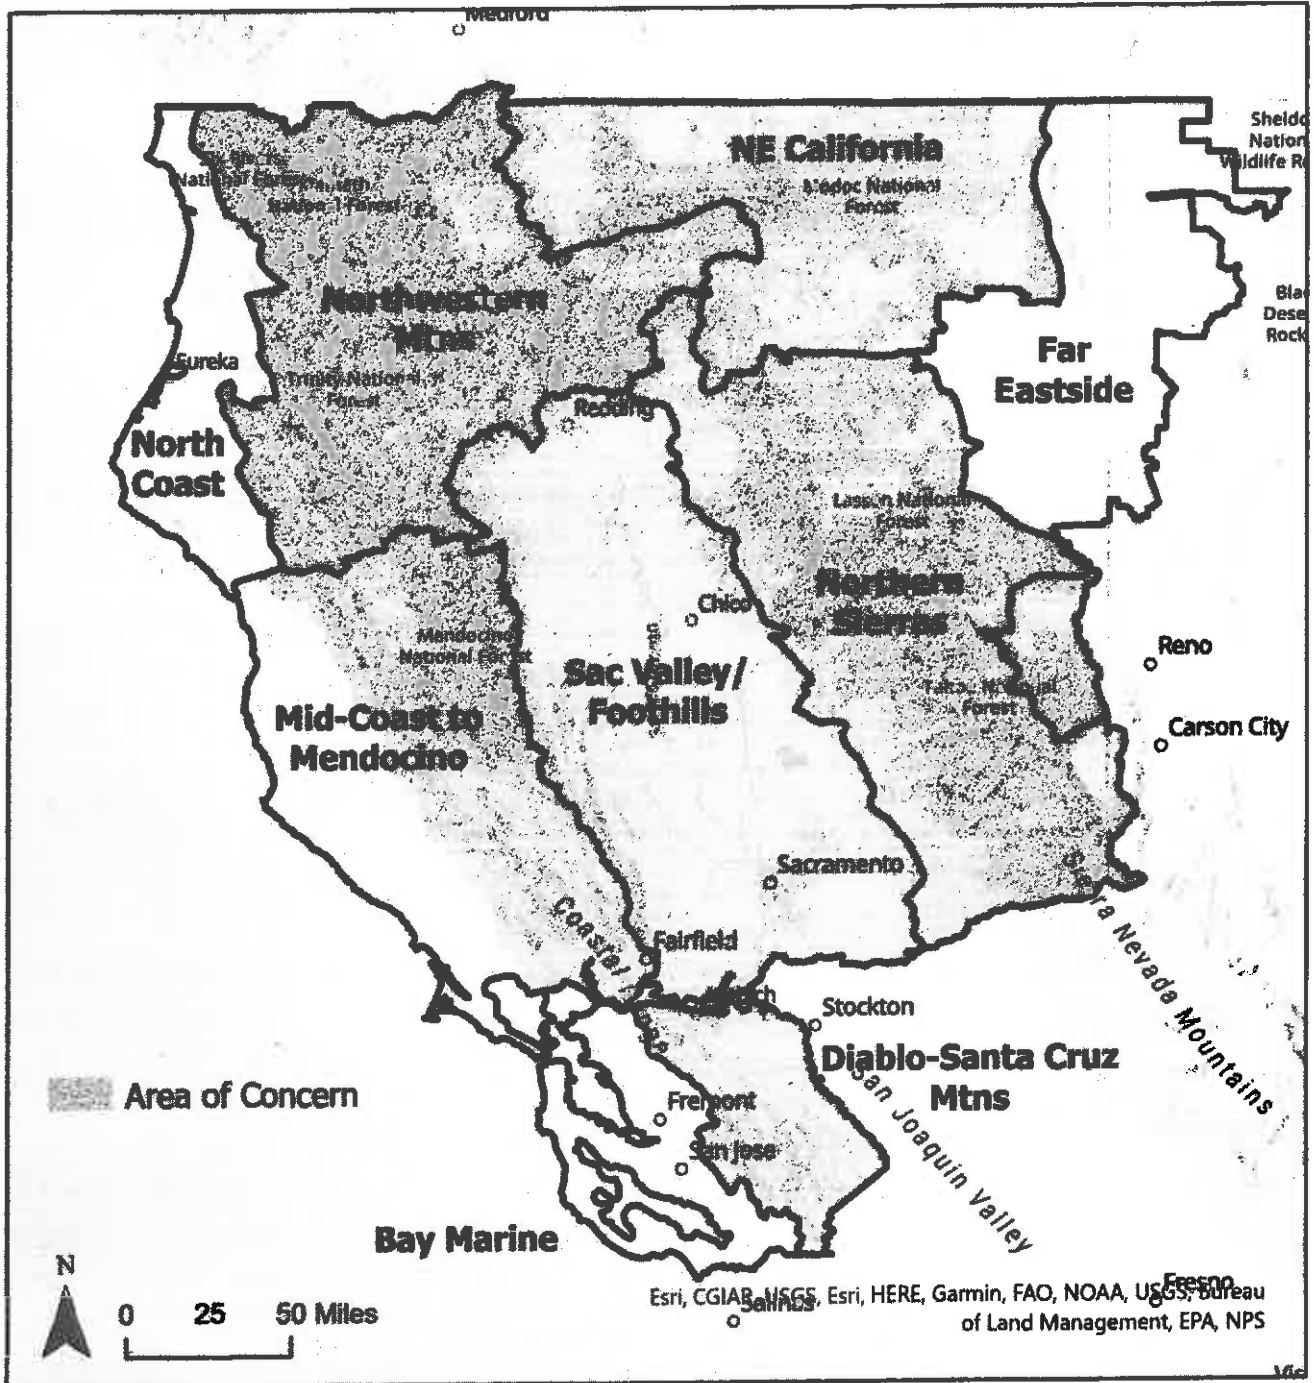 Medford
NE California
Modoc National
Forest
National Forest
Northwestern
Mtns
Far
Eastside
Eureka
Trinity National
Forest
Redding
North
Coast
Lassen National
Forest
Northern
Sierras
Chico
Reno
Mendocino
National Forest
Sac Valley/
Foothills
Forest
Mid-Coast to
Mendocino
Carson City
Sacramento
Coastal
Fairfield
Sierra Nevada Mountains
Stockton
Diablo-Santa Cruz
Mtns
Area of Concern
Fremont
San Joaquin Valley
San Jose
Bay Marine
N
0 25 50 Miles
Fresno
Esri, CGIAR, USGS, Esri, HERE, Garmin, FAO, NOAA, USGS, Bureau
of Land Management, EPA, NPS
Salinas